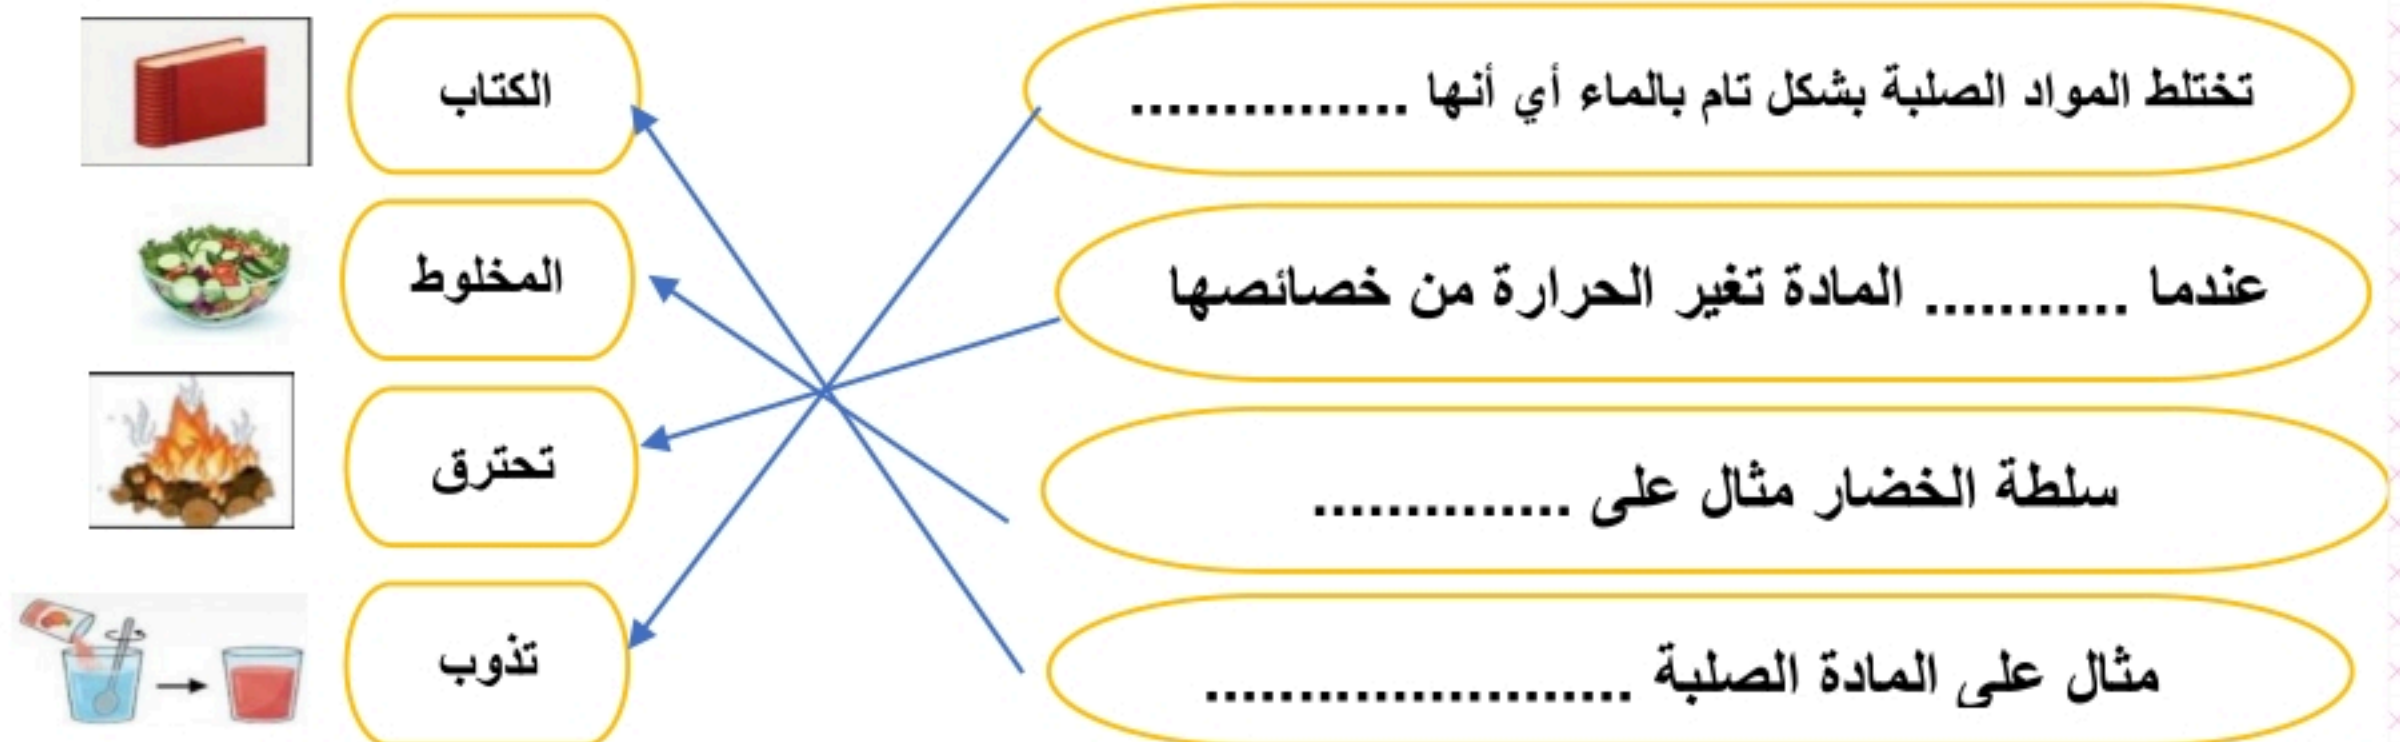 تختلط المواد الصلبة بشكل تام بالماء أي أنها ...............
الكتاب
عندما ........... المادة تغير الحرارة من خصائصها
المخلوط
سلطة الخضار مثال على ..............
تحترق
مثال على المادة الصلبة .......................
تذوب